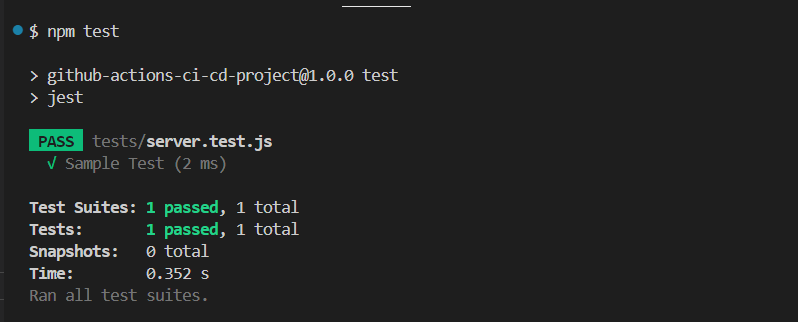 $ npm test
> github-actions-ci-cd-project@1.0.0 test
> jest
PASS tests/server.test.js
√ Sample Test (2 ms)
Test Suites: 1 passed, 1 total
Tests: 1 passed, 1 total
Snapshots: 0 total
Time: 0.352 s
Ran all test suites.